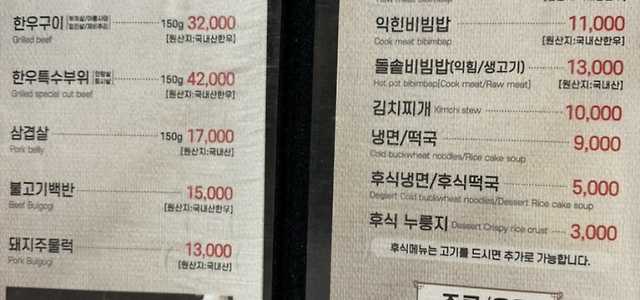 한우구이 150g 32,000
Grilled beef [원산지:국내산한우]
한우특수부위 150g 42,000
Grilled special cut beef [원산지:국내산한우]
삼겹살 150g 17,000
Pork belly [원산지:국내산]
불고기백반 15,000
Beef Bulgogi [원산지:국내산한우]
돼지주물럭 13,000
Pork Bulgogi [원산지:국내산]
익힌비빔밥 11,000
Cook meat bibimbap [원산지:국내산한우]
돌솥비빔밥(익힘/생고기) 13,000
Hot pot bibimbap[Cook meat/Raw meat] [원산지:국내산한우]
김치찌개 Kimchi stew 10,000
냉면/떡국 9,000
Cold buckwheat noodles/Rice cake soup
후식냉면/후식떡국 5,000
Dessert Cold buckwheat noodles/Dessert Rice cake soup
후식 누룽지 Dessert Crispy rice crust 3,000
후식메뉴는 고기를 드시면 추가로 가능합니다.